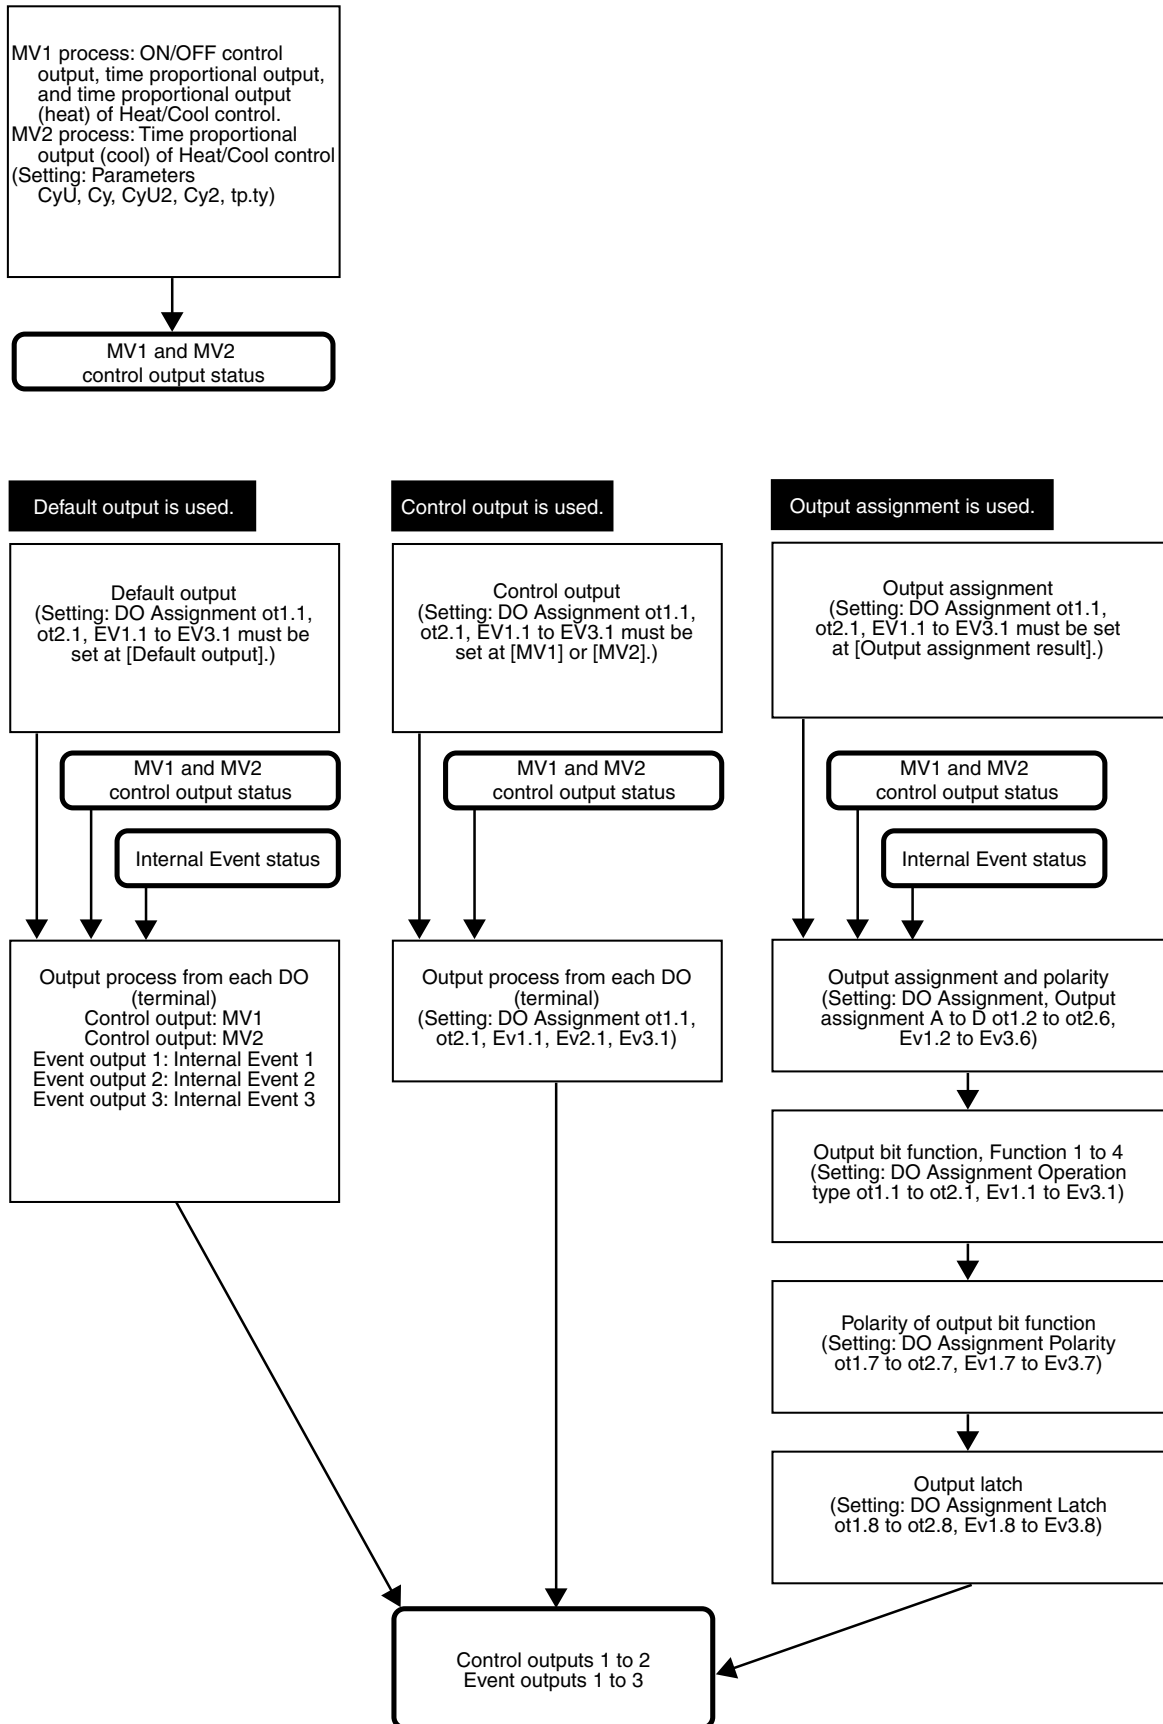 MV1 process: ON/OFF control
output, time proportional output,
and time proportional output
(heat) of Heat/Cool control.
MV2 process: Time proportional
output (cool) of Heat/Cool control
(Setting: Parameters
CyU, Cy, CyU2, Cy2, tp.ty)
MV1 and MV2
control output status
Default output is used.
Default output
(Setting: DO Assignment ot1.1,
ot2.1, EV1.1 to EV3.1 must be
set at [Default output].)
MV1 and MV2
control output status
Internal Event status
Output process from each DO
(terminal)
Control output: MV1
Control output: MV2
Event output 1: Internal Event 1
Event output 2: Internal Event 2
Event output 3: Internal Event 3
Control output is used.
Control output
(Setting: DO Assignment ot1.1,
ot2.1, EV1.1 to EV3.1 must be
set at [MV1] or [MV2].)
MV1 and MV2
control output status
Output process from each DO
(terminal)
(Setting: DO Assignment ot1.1,
ot2.1, Ev1.1, Ev2.1, Ev3.1)
Output assignment is used.
Output assignment
(Setting: DO Assignment ot1.1,
ot2.1, EV1.1 to EV3.1 must be set
at [Output assignment result].)
MV1 and MV2
control output status
Internal Event status
Output assignment and polarity
(Setting: DO Assignment, Output
assignment A to D ot1.2 to ot2.6,
Ev1.2 to Ev3.6)
Output bit function, Function 1 to 4
(Setting: DO Assignment Operation
type ot1.1 to ot2.1, Ev1.1 to Ev3.1)
Polarity of output bit function
(Setting: DO Assignment Polarity
ot1.7 to ot2.7, Ev1.7 to Ev3.7)
Output latch
(Setting: DO Assignment Latch
ot1.8 to ot2.8, Ev1.8 to Ev3.8)
Control outputs 1 to 2
Event outputs 1 to 3